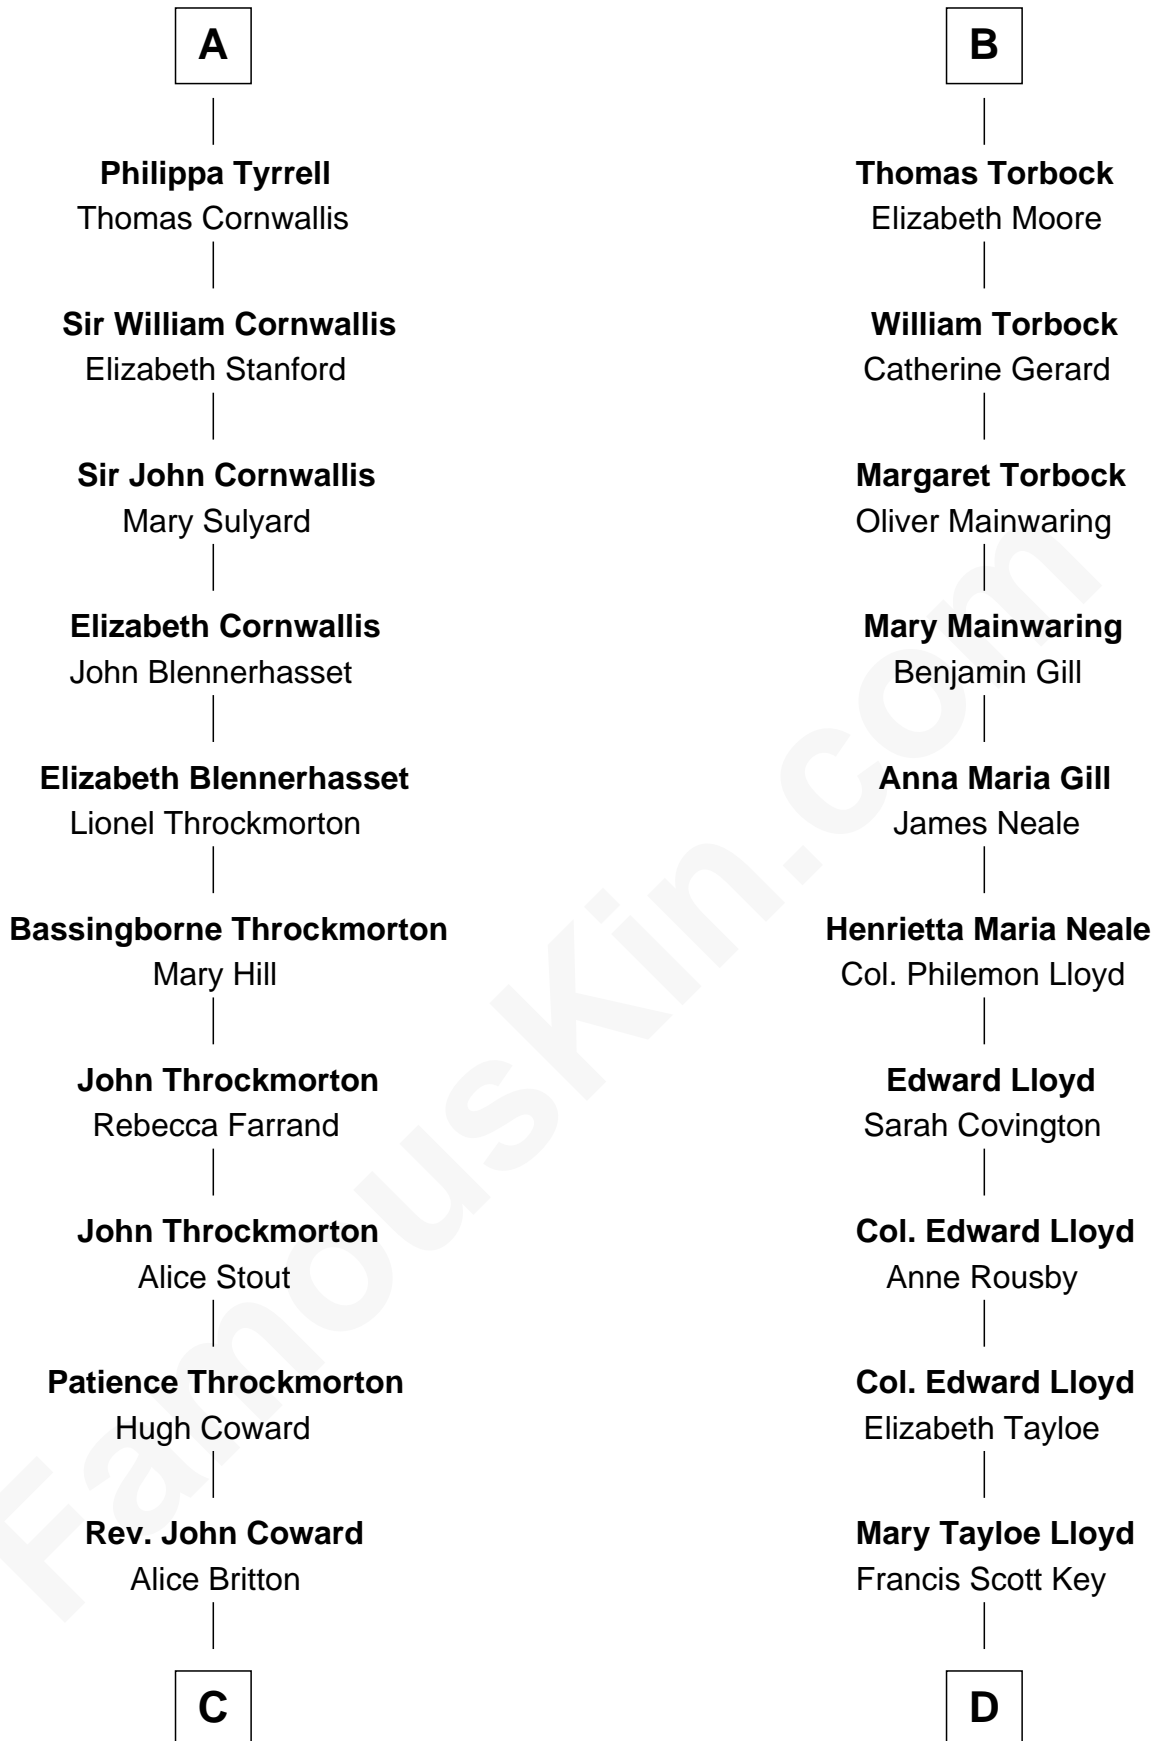 A
Philippa Tyrrell
Thomas Cornwallis
Sir William Cornwallis
Elizabeth Stanford
Sir John Cornwallis
Mary Sulyard
Elizabeth Cornwallis
John Blennerhasset
Elizabeth Blennerhasset
Lionel Throckmorton
Bassingborne Throckmorton
Mary Hill
John Throckmorton
Rebecca Farrand
John Throckmorton
Alice Stout
Patience Throckmorton
Hugh Coward
Rev. John Coward
Alice Britton
C
B
Thomas Torbock
Elizabeth Moore
William Torbock
Catherine Gerard
Margaret Torbock
Oliver Mainwaring
Mary Mainwaring
Benjamin Gill
Anna Maria Gill
James Neale
Henrietta Maria Neale
Col. Philemon Lloyd
Edward Lloyd
Sarah Covington
Col. Edward Lloyd
Anne Rousby
Col. Edward Lloyd
Elizabeth Tayloe
Mary Tayloe Lloyd
Francis Scott Key
D
FamousKin.com